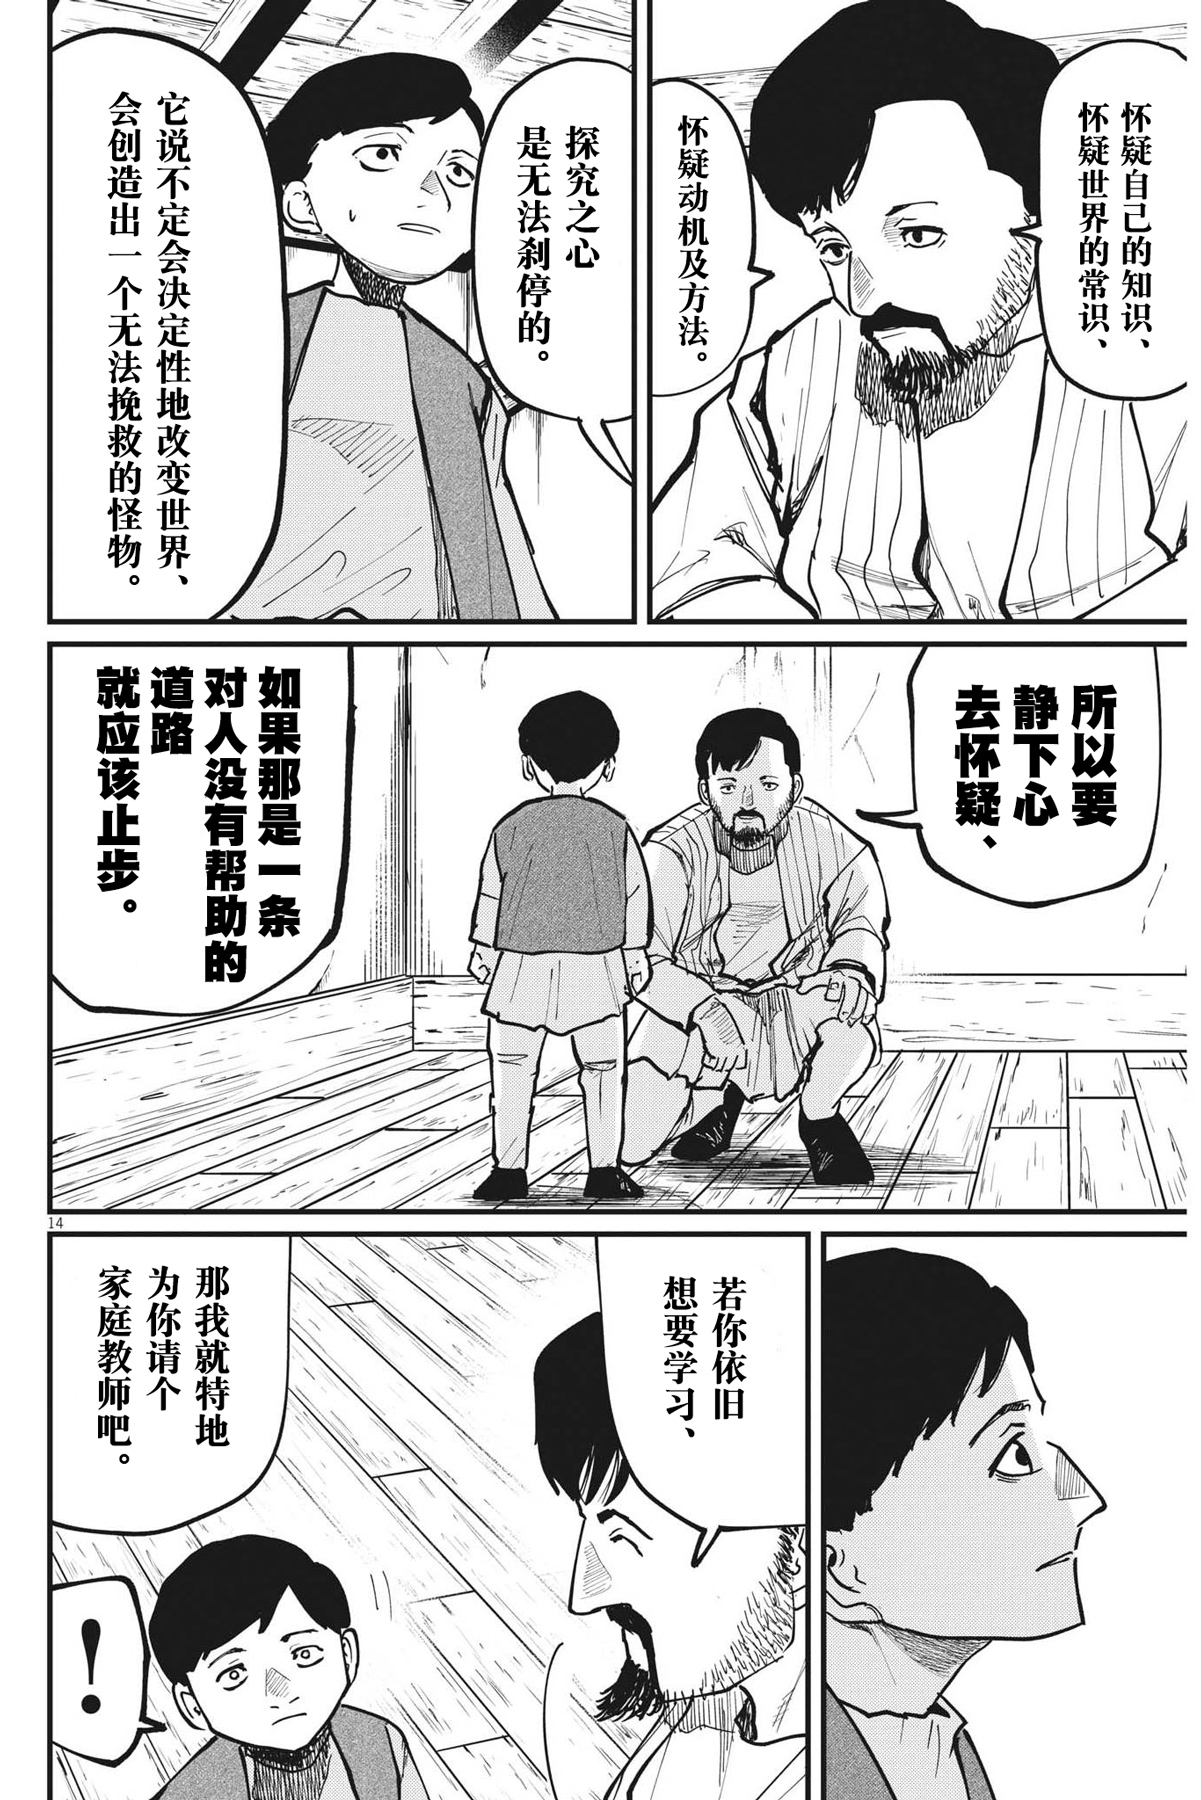 怀疑自己的知识、
怀疑世界的常识、
怀疑动机及方法。
探究之心
是无法刹停的。
它说不定会决定性地改变世界、
会创造出一个无法挽救的怪物。
所以要
静下心
去怀疑、
如果那是一条
对人没有帮助的
道路
就应该止步。
14
若你依旧
想要学习、
那我就特地
为你请个
家庭教师吧。
！